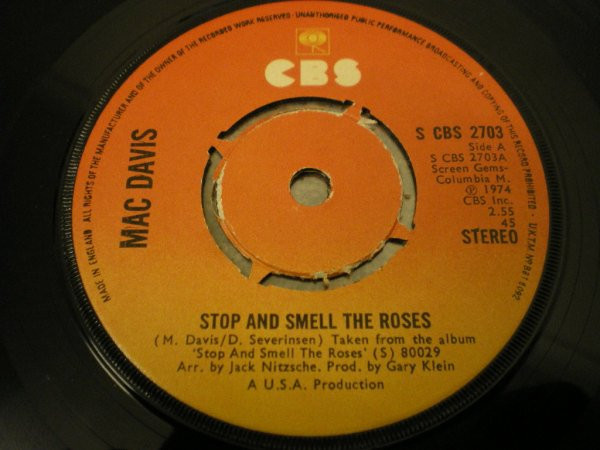 ALL RIGHTS OF THE MANUFACTURER AND OF THE OWNER OF THE RECORDED WORK RESERVED · UNAUTHORISED PUBLIC PERFORMANCE BROADCASTING AND COPYING OF THIS RECORD PROHIBITED
MADE IN ENGLAND
CBS
MAC DAVIS
S CBS 2703
Side A
S CBS 2703A
Screen Gems-
Columbia M.
℗ 1974
CBS Inc.
2.55
45
STEREO
STOP AND SMELL THE ROSES
(M. Davis/D. Severinsen) Taken from the album
'Stop And Smell The Roses' (S) 80029
Arr. by Jack Nitzsche. Prod. by Gary Klein
A U.S.A. Production